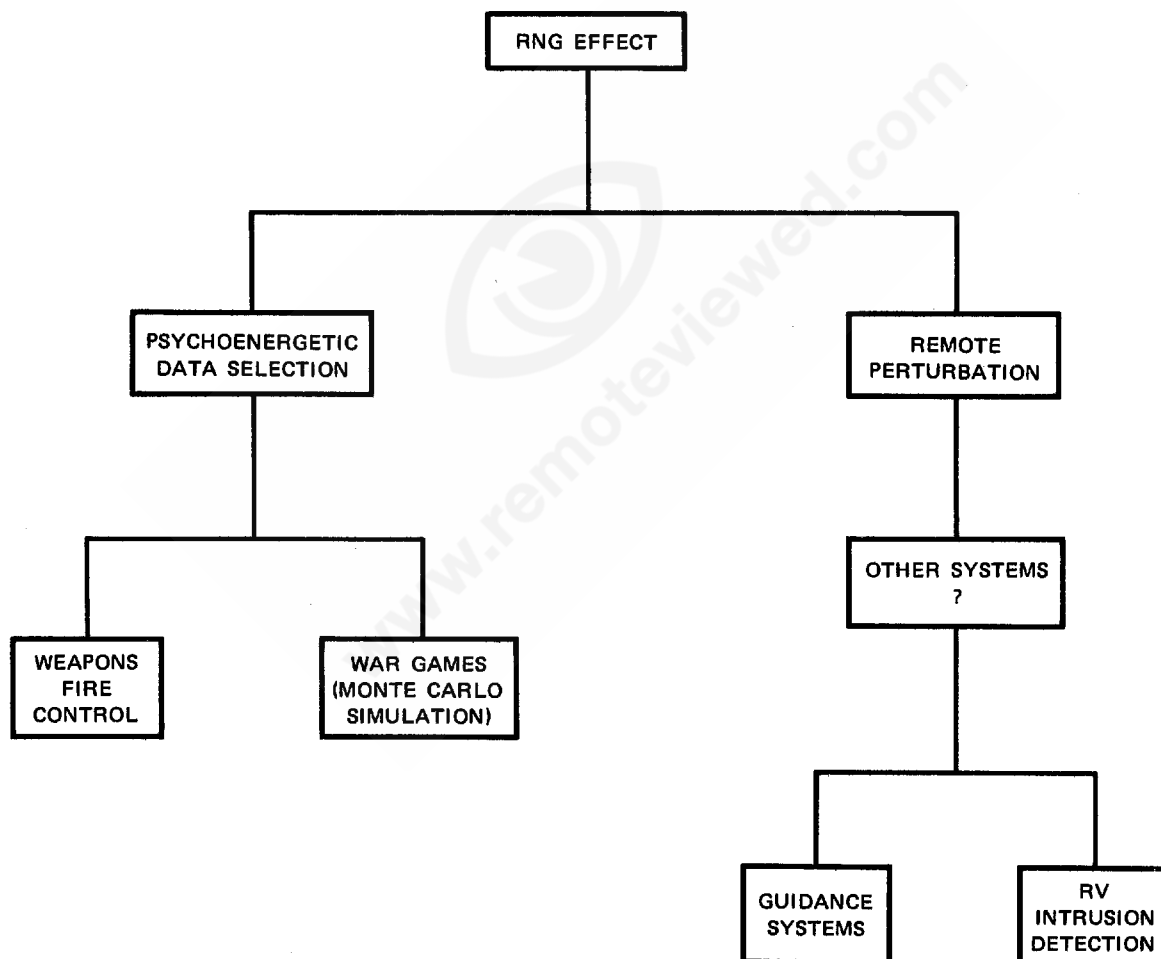 RNG EFFECT
PSYCHOENERGETIC
DATA SELECTION
REMOTE
PERTURBATION
OTHER SYSTEMS
?
WEAPONS
FIRE
CONTROL
WAR GAMES
(MONTE CARLO
SIMULATION)
GUIDANCE
SYSTEMS
RV
INTRUSION
DETECTION
www.remoteviewed.com